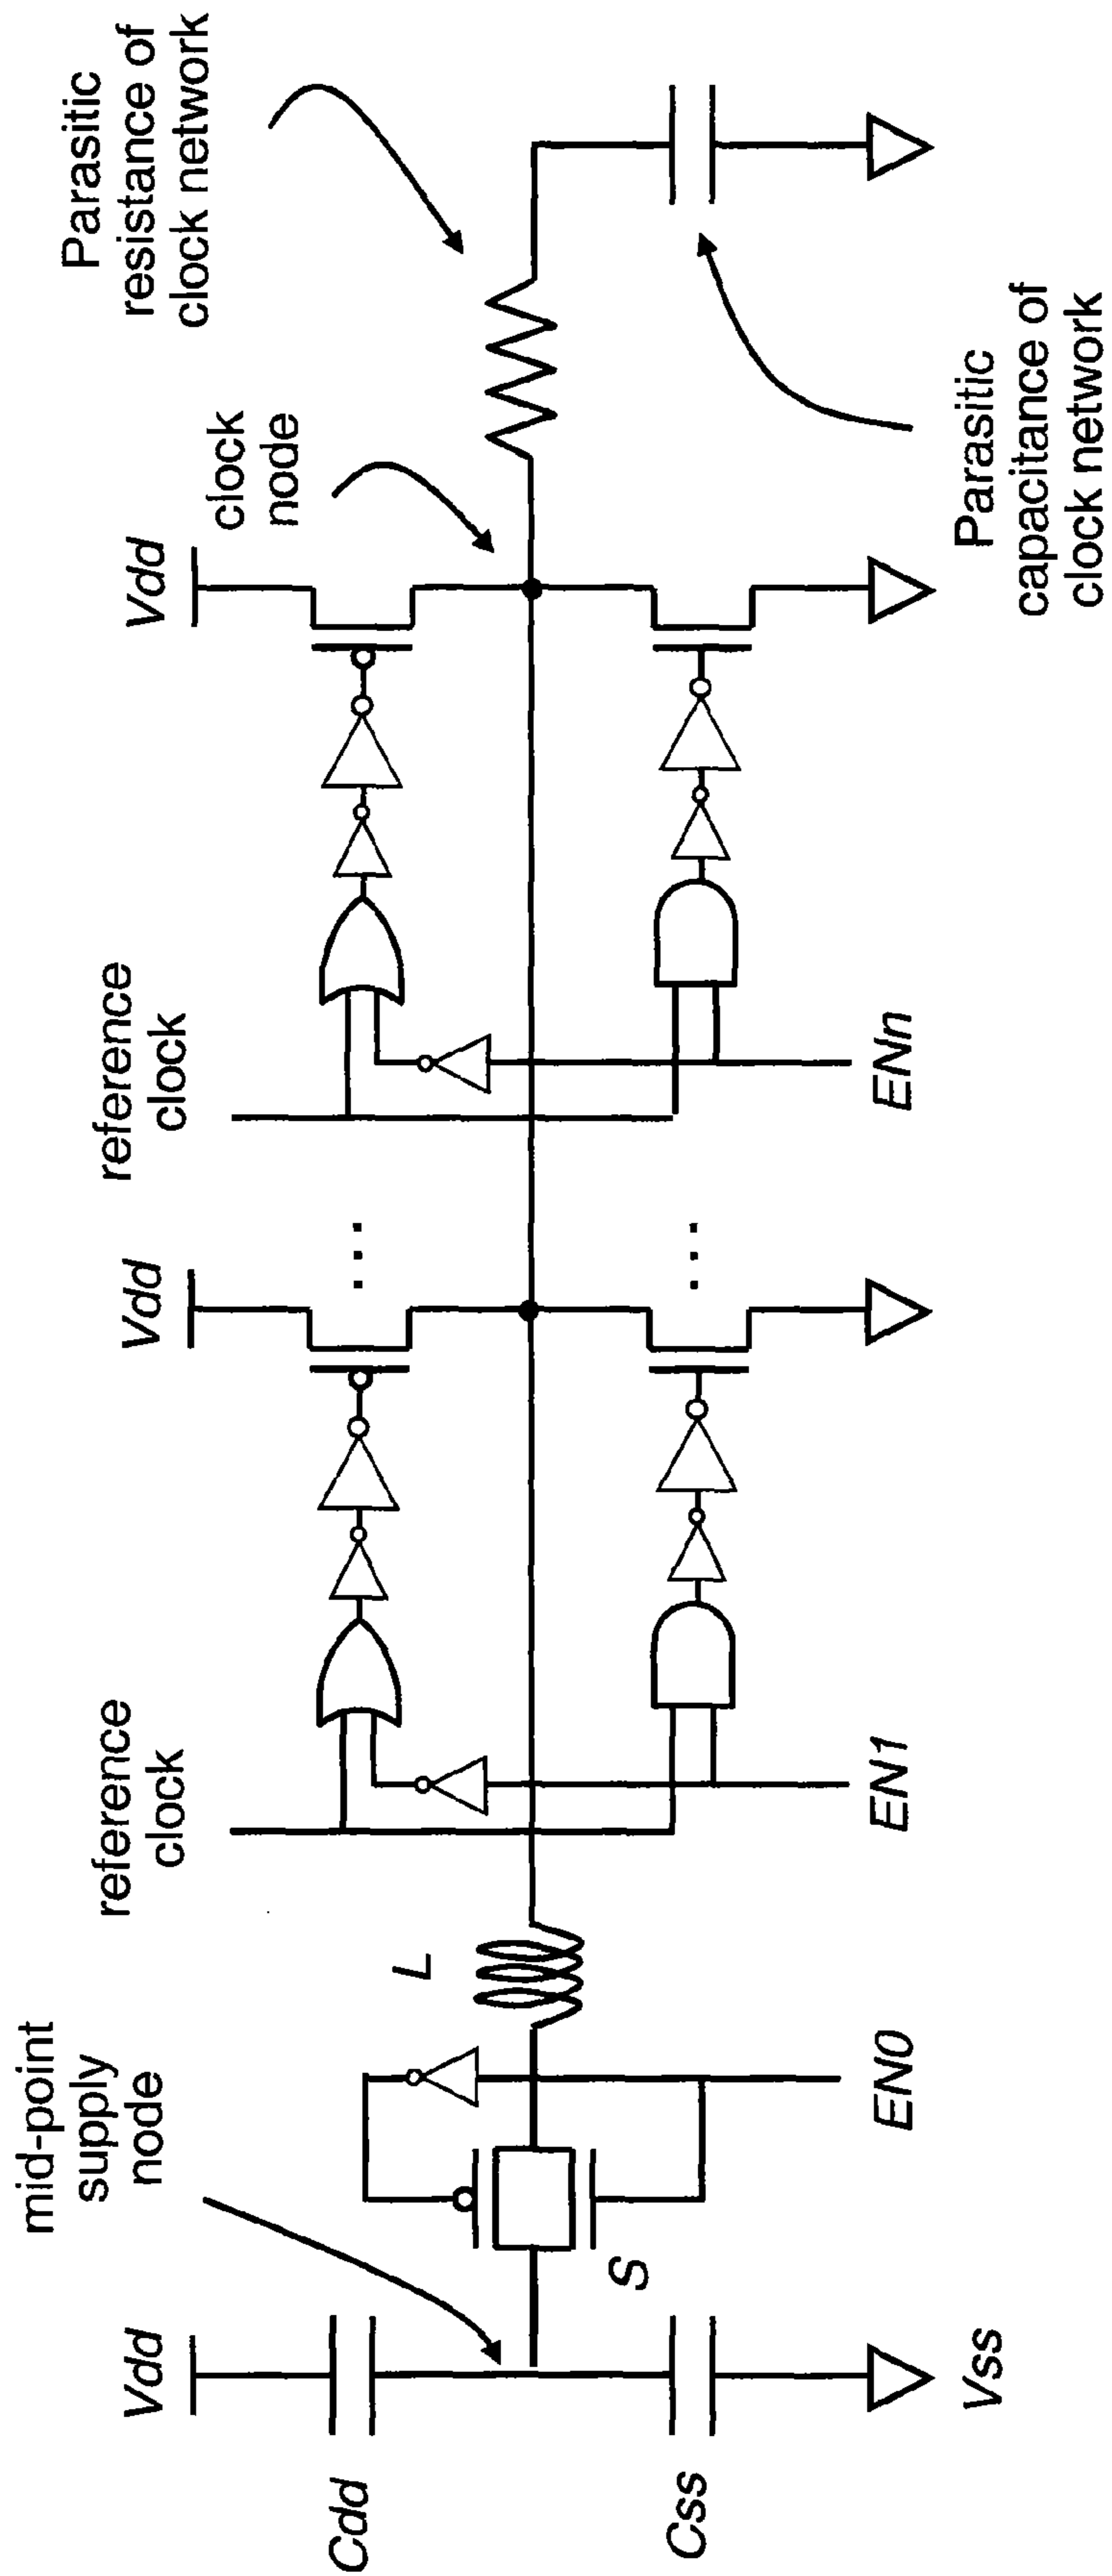 Vdd
Cdd
Css
Vss
mid-point
supply
node
S
EN0
L
reference
clock
EN1
Vdd
...
...
reference
clock
ENn
Vdd
clock
node
Parasitic
resistance of
clock network
Parasitic
capacitance of
clock network